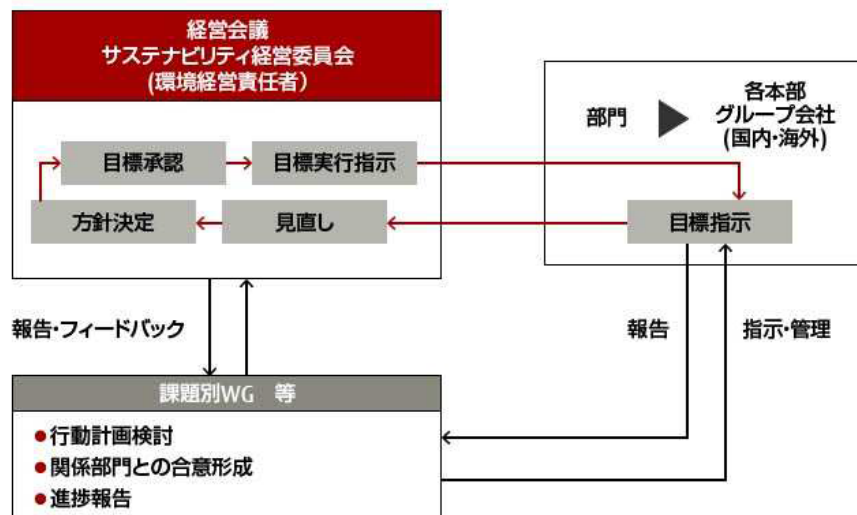 経営会議
サステナビリティ経営委員会
(環境経営責任者)
目標承認
目標実行指示
方針決定
見直し
部門
各本部
グループ会社
(国内・海外)
目標指示
報告・フィードバック
報告
指示・管理
課題別WG 等
●行動計画検討
●関係部門との合意形成
●進捗報告